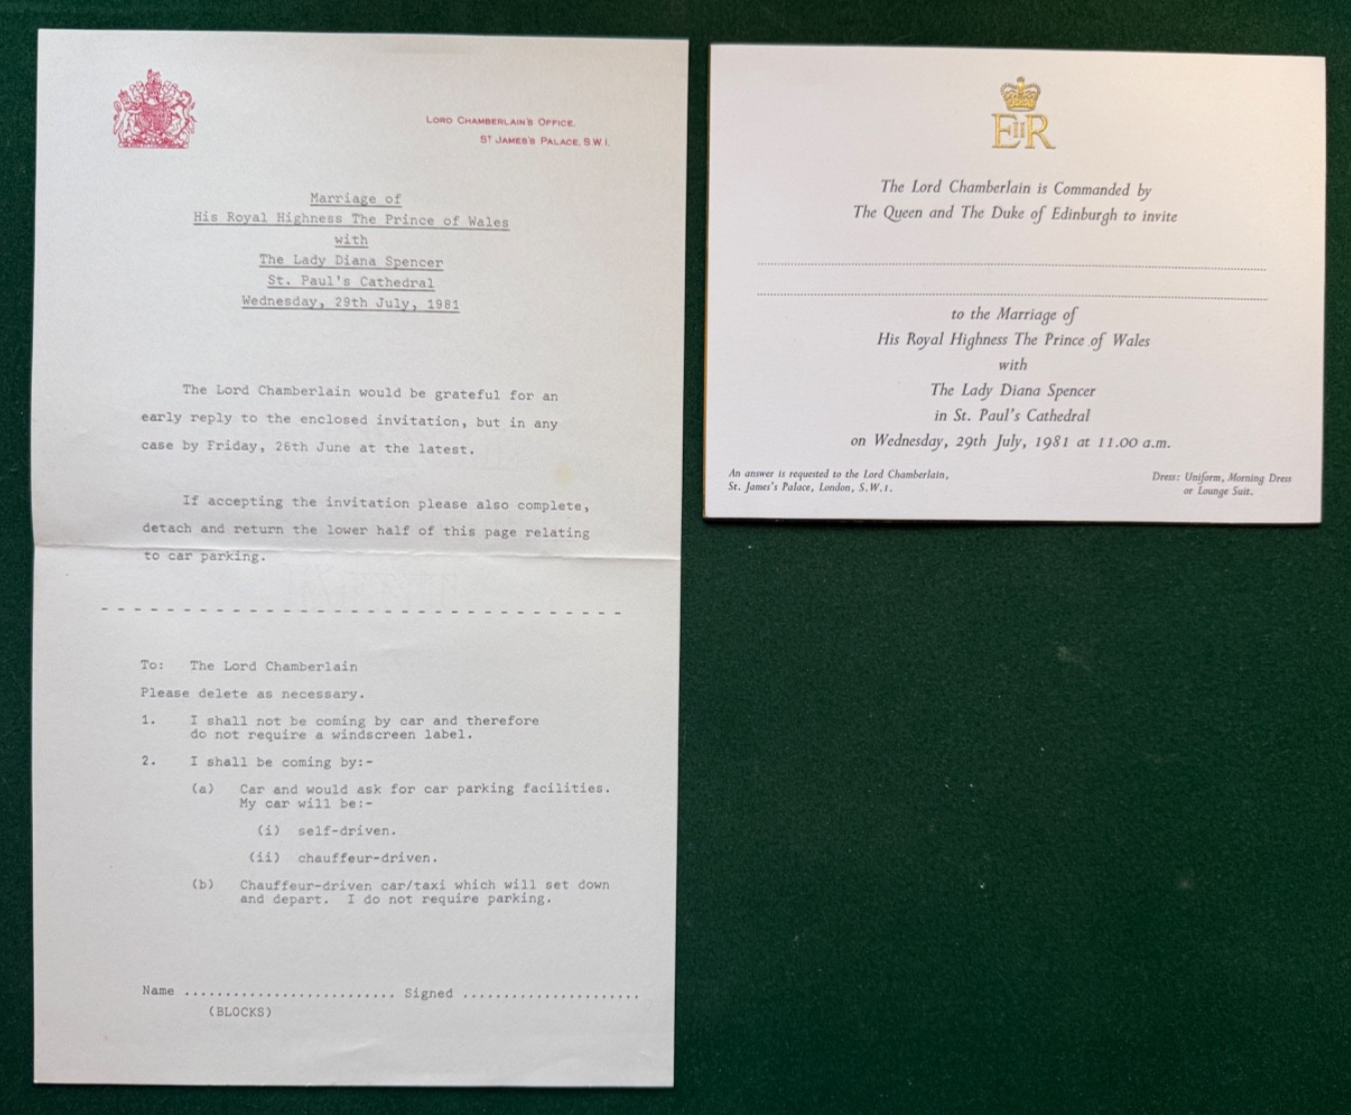 LORD CHAMBERLAIN'S OFFICE,
ST JAMES'S PALACE, S.W.1.
Marriage of
His Royal Highness The Prince of Wales
with
The Lady Diana Spencer
St. Paul's Cathedral
Wednesday, 29th July, 1981
The Lord Chamberlain would be grateful for an
early reply to the enclosed invitation, but in any
case by Friday, 26th June at the latest.
If accepting the invitation please also complete,
detach and return the lower half of this page relating
to car parking.
- - - - - - - - - - - - - - - - - - - - - - - - - - - - - - - -
To: The Lord Chamberlain
Please delete as necessary.
1. I shall not be coming by car and therefore
do not require a windscreen label.
2. I shall be coming by:-
(a) Car and would ask for car parking facilities.
My car will be:-
(i) self-driven.
(ii) chauffeur-driven.
(b) Chauffeur-driven car/taxi which will set down
and depart. I do not require parking.
Name .......................... Signed ......................
(BLOCKS)
EIIR
The Lord Chamberlain is Commanded by
The Queen and The Duke of Edinburgh to invite
to the Marriage of
His Royal Highness The Prince of Wales
with
The Lady Diana Spencer
in St. Paul's Cathedral
on Wednesday, 29th July, 1981 at 11.00 a.m.
An answer is requested to the Lord Chamberlain,
St. James's Palace, London, S.W.1.
Dress: Uniform, Morning Dress
or Lounge Suit.